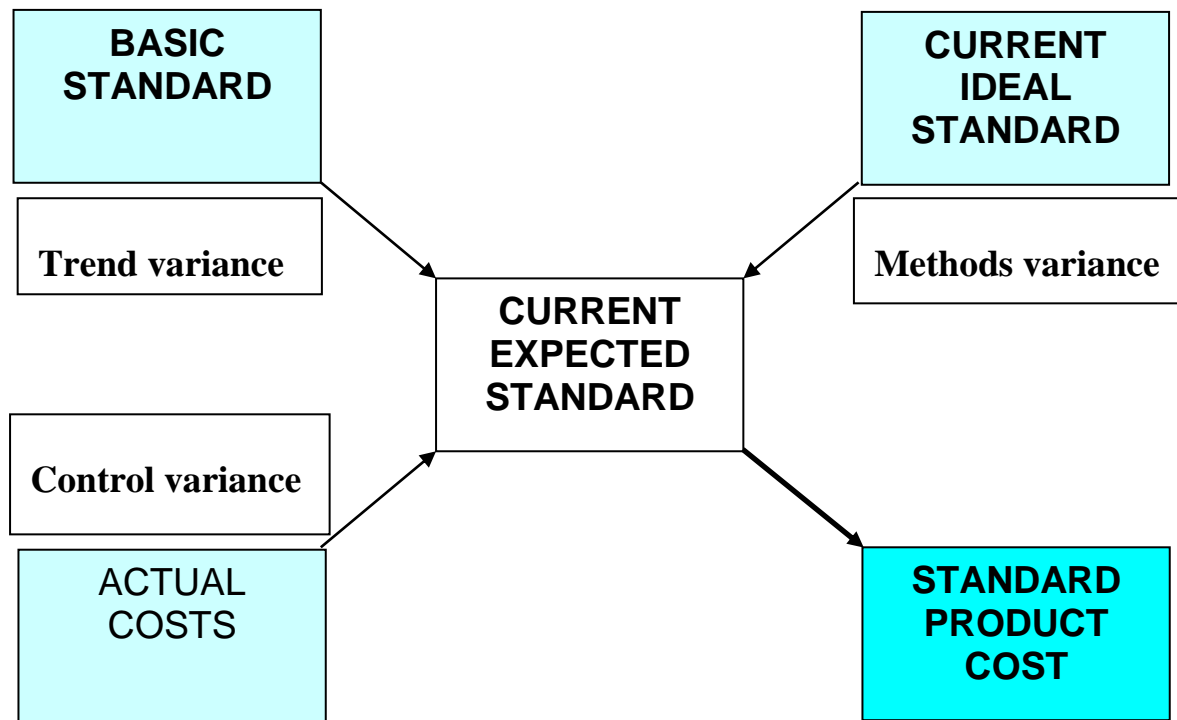 BASIC
STANDARD
CURRENT
IDEAL
STANDARD
Trend variance
Methods variance
CURRENT
EXPECTED
STANDARD
Control variance
ACTUAL
COSTS
STANDARD
PRODUCT
COST